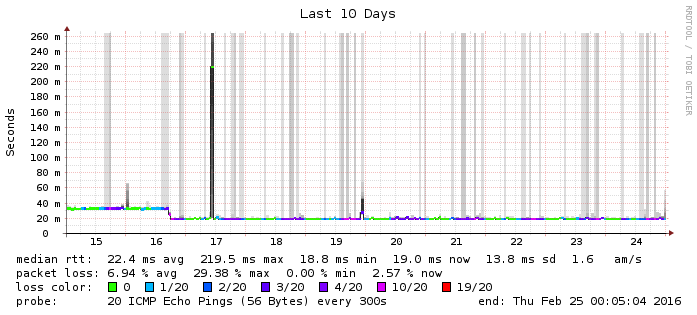 Last 10 Days
RRDTOOL / TOBI OETIKER
Seconds
260 m
240 m
220 m
200 m
180 m
160 m
140 m
120 m
100 m
80 m
60 m
40 m
20 m
0
15 16 17 18 19 20 21 22 23 24
median rtt: 22.4 ms avg 219.5 ms max 18.8 ms min 19.0 ms now 13.8 ms sd 1.6 am/s
packet loss: 6.94 % avg 29.38 % max 0.00 % min 2.57 % now
loss color: 0 1/20 2/20 3/20 4/20 10/20 19/20
probe: 20 ICMP Echo Pings (56 Bytes) every 300s end: Thu Feb 25 00:05:04 2016